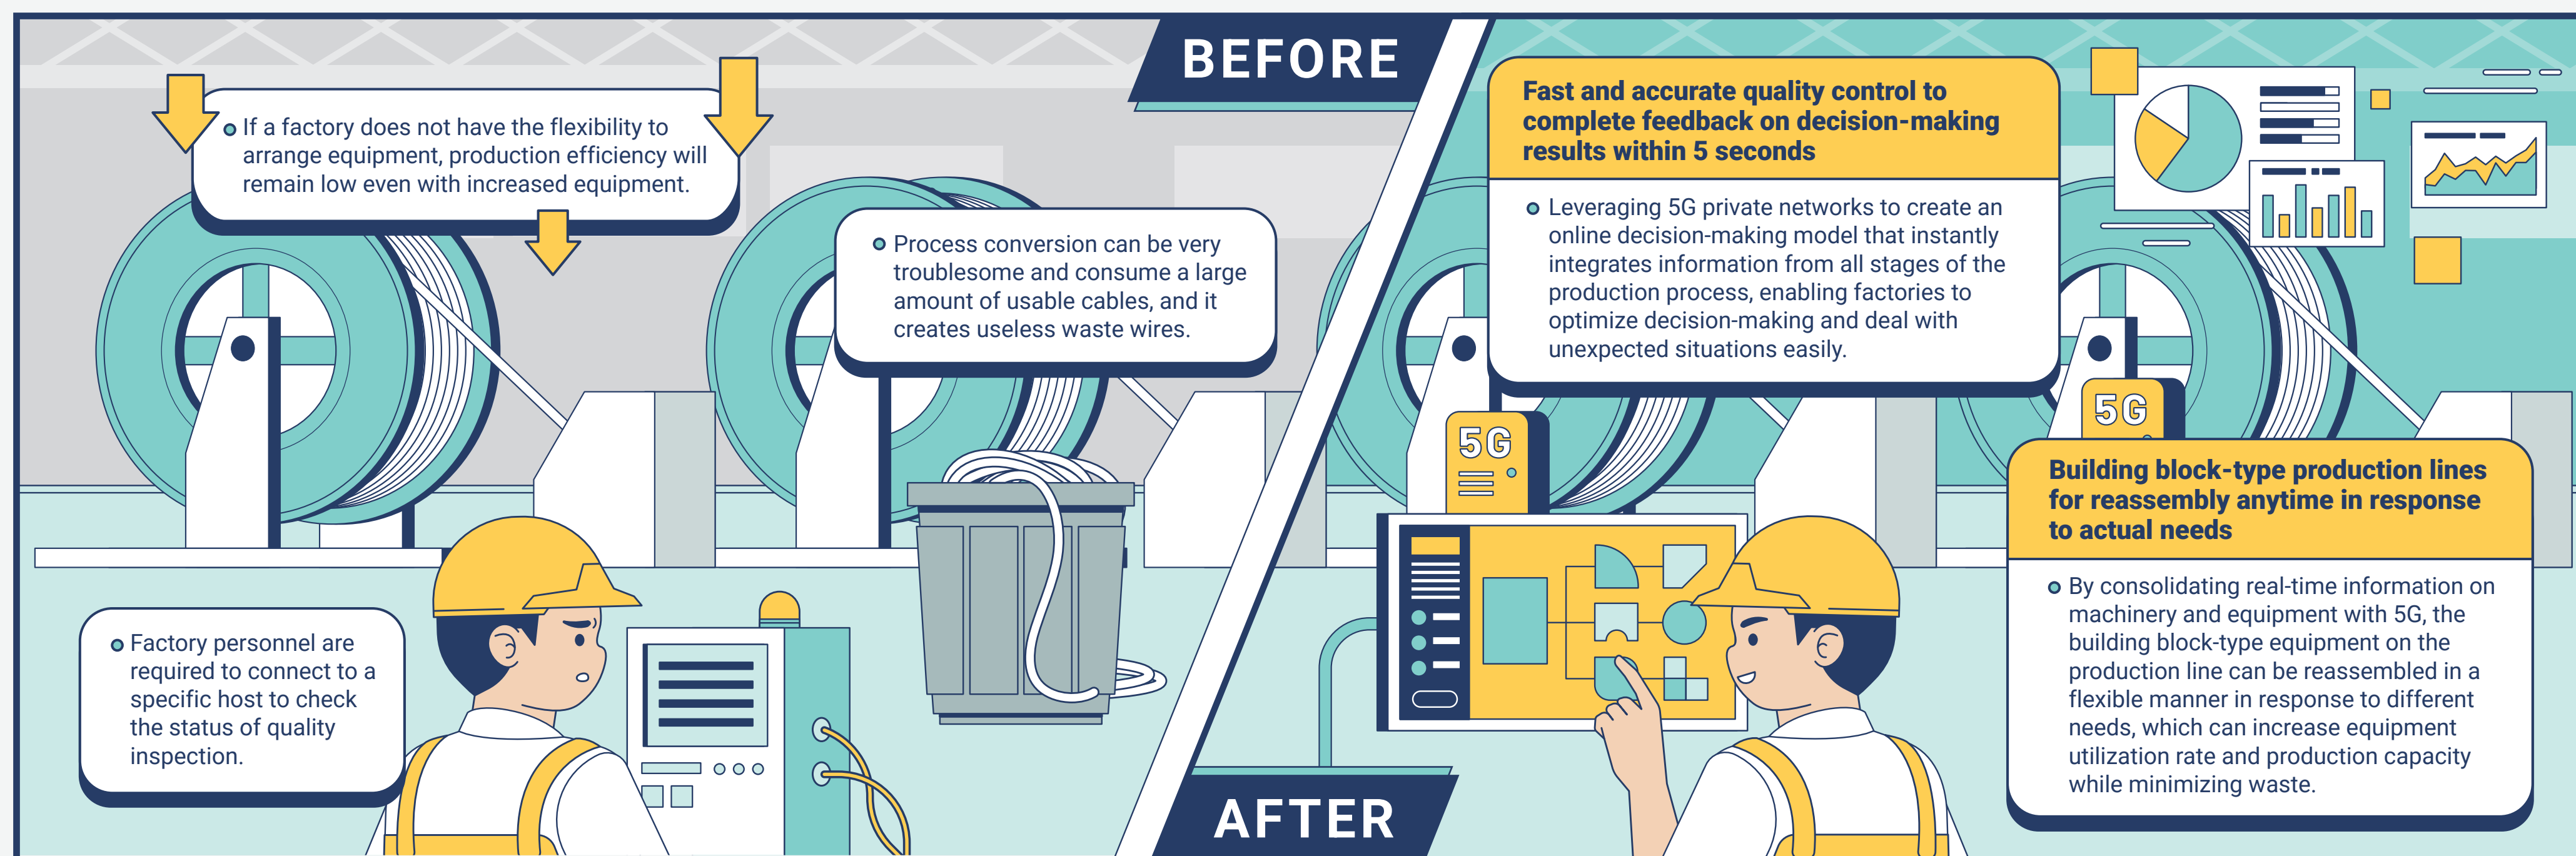 BEFORE
If a factory does not have the flexibility to
arrange equipment, production efficiency will
remain low even with increased equipment.
Process conversion can be very
troublesome and consume a large
amount of usable cables, and it
creates useless waste wires.
Factory personnel are
required to connect to a
specific host to check
the status of quality
inspection.
AFTER
Fast and accurate quality control to
complete feedback on decision-making
results within 5 seconds
Leveraging 5G private networks to create an
online decision-making model that instantly
integrates information from all stages of the
production process, enabling factories to
optimize decision-making and deal with
unexpected situations easily.
5G
5G
Building block-type production lines
for reassembly anytime in response
to actual needs
By consolidating real-time information on
machinery and equipment with 5G, the
building block-type equipment on the
production line can be reassembled in a
flexible manner in response to different
needs, which can increase equipment
utilization rate and production capacity
while minimizing waste.